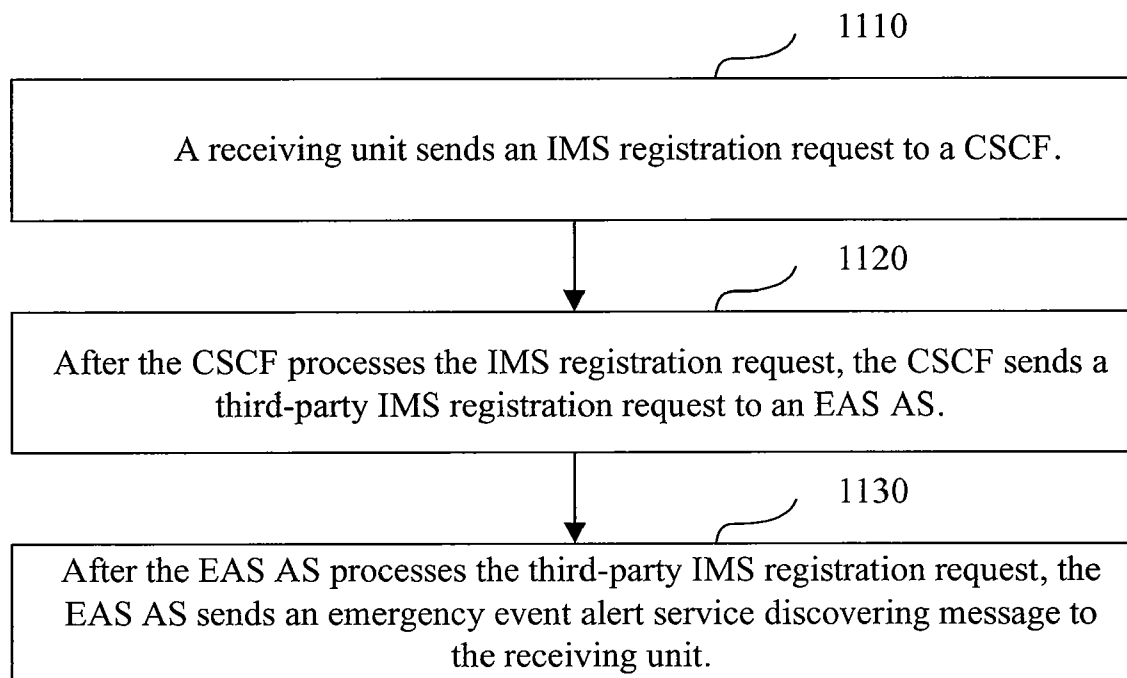 1110
A receiving unit sends an IMS registration request to a CSCF.
1120
After the CSCF processes the IMS registration request, the CSCF sends a
third-party IMS registration request to an EAS AS.
1130
After the EAS AS processes the third-party IMS registration request, the
EAS AS sends an emergency event alert service discovering message to
the receiving unit.